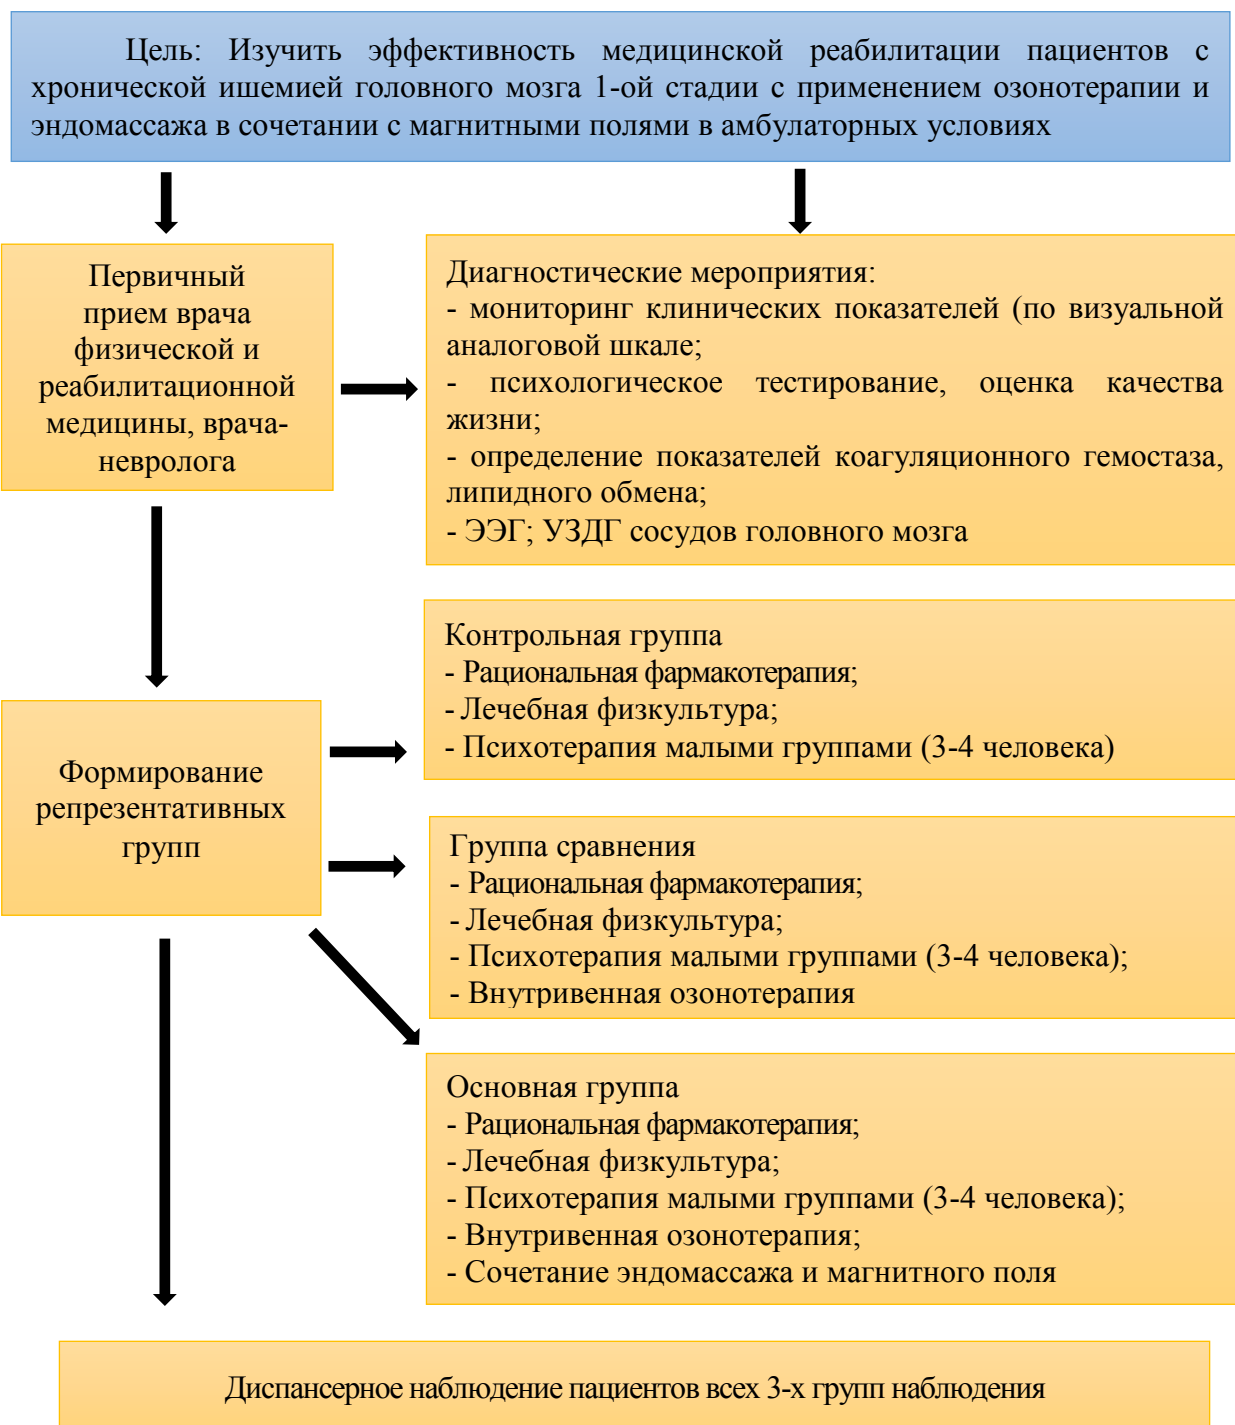 Цель: Изучить эффективность медицинской реабилитации пациентов с
хронической ишемией головного мозга 1-ой стадии с применением озонотерапии и
эндомассажа в сочетании с магнитными полями в амбулаторных условиях
Первичный
прием врача
физической и
реабилитационной
медицины, врача-
невролога
Диагностические мероприятия:
- мониторинг клинических показателей (по визуальной
аналоговой шкале;
- психологическое тестирование, оценка качества
жизни;
- определение показателей коагуляционного гемостаза,
липидного обмена;
- ЭЭГ; УЗДГ сосудов головного мозга
Контрольная группа
- Рациональная фармакотерапия;
- Лечебная физкультура;
- Психотерапия малыми группами (3-4 человека)
Формирование
репрезентативных
групп
Группа сравнения
- Рациональная фармакотерапия;
- Лечебная физкультура;
- Психотерапия малыми группами (3-4 человека);
- Внутривенная озонотерапия
Основная группа
- Рациональная фармакотерапия;
- Лечебная физкультура;
- Психотерапия малыми группами (3-4 человека);
- Внутривенная озонотерапия;
- Сочетание эндомассажа и магнитного поля
Диспансерное наблюдение пациентов всех 3-х групп наблюдения